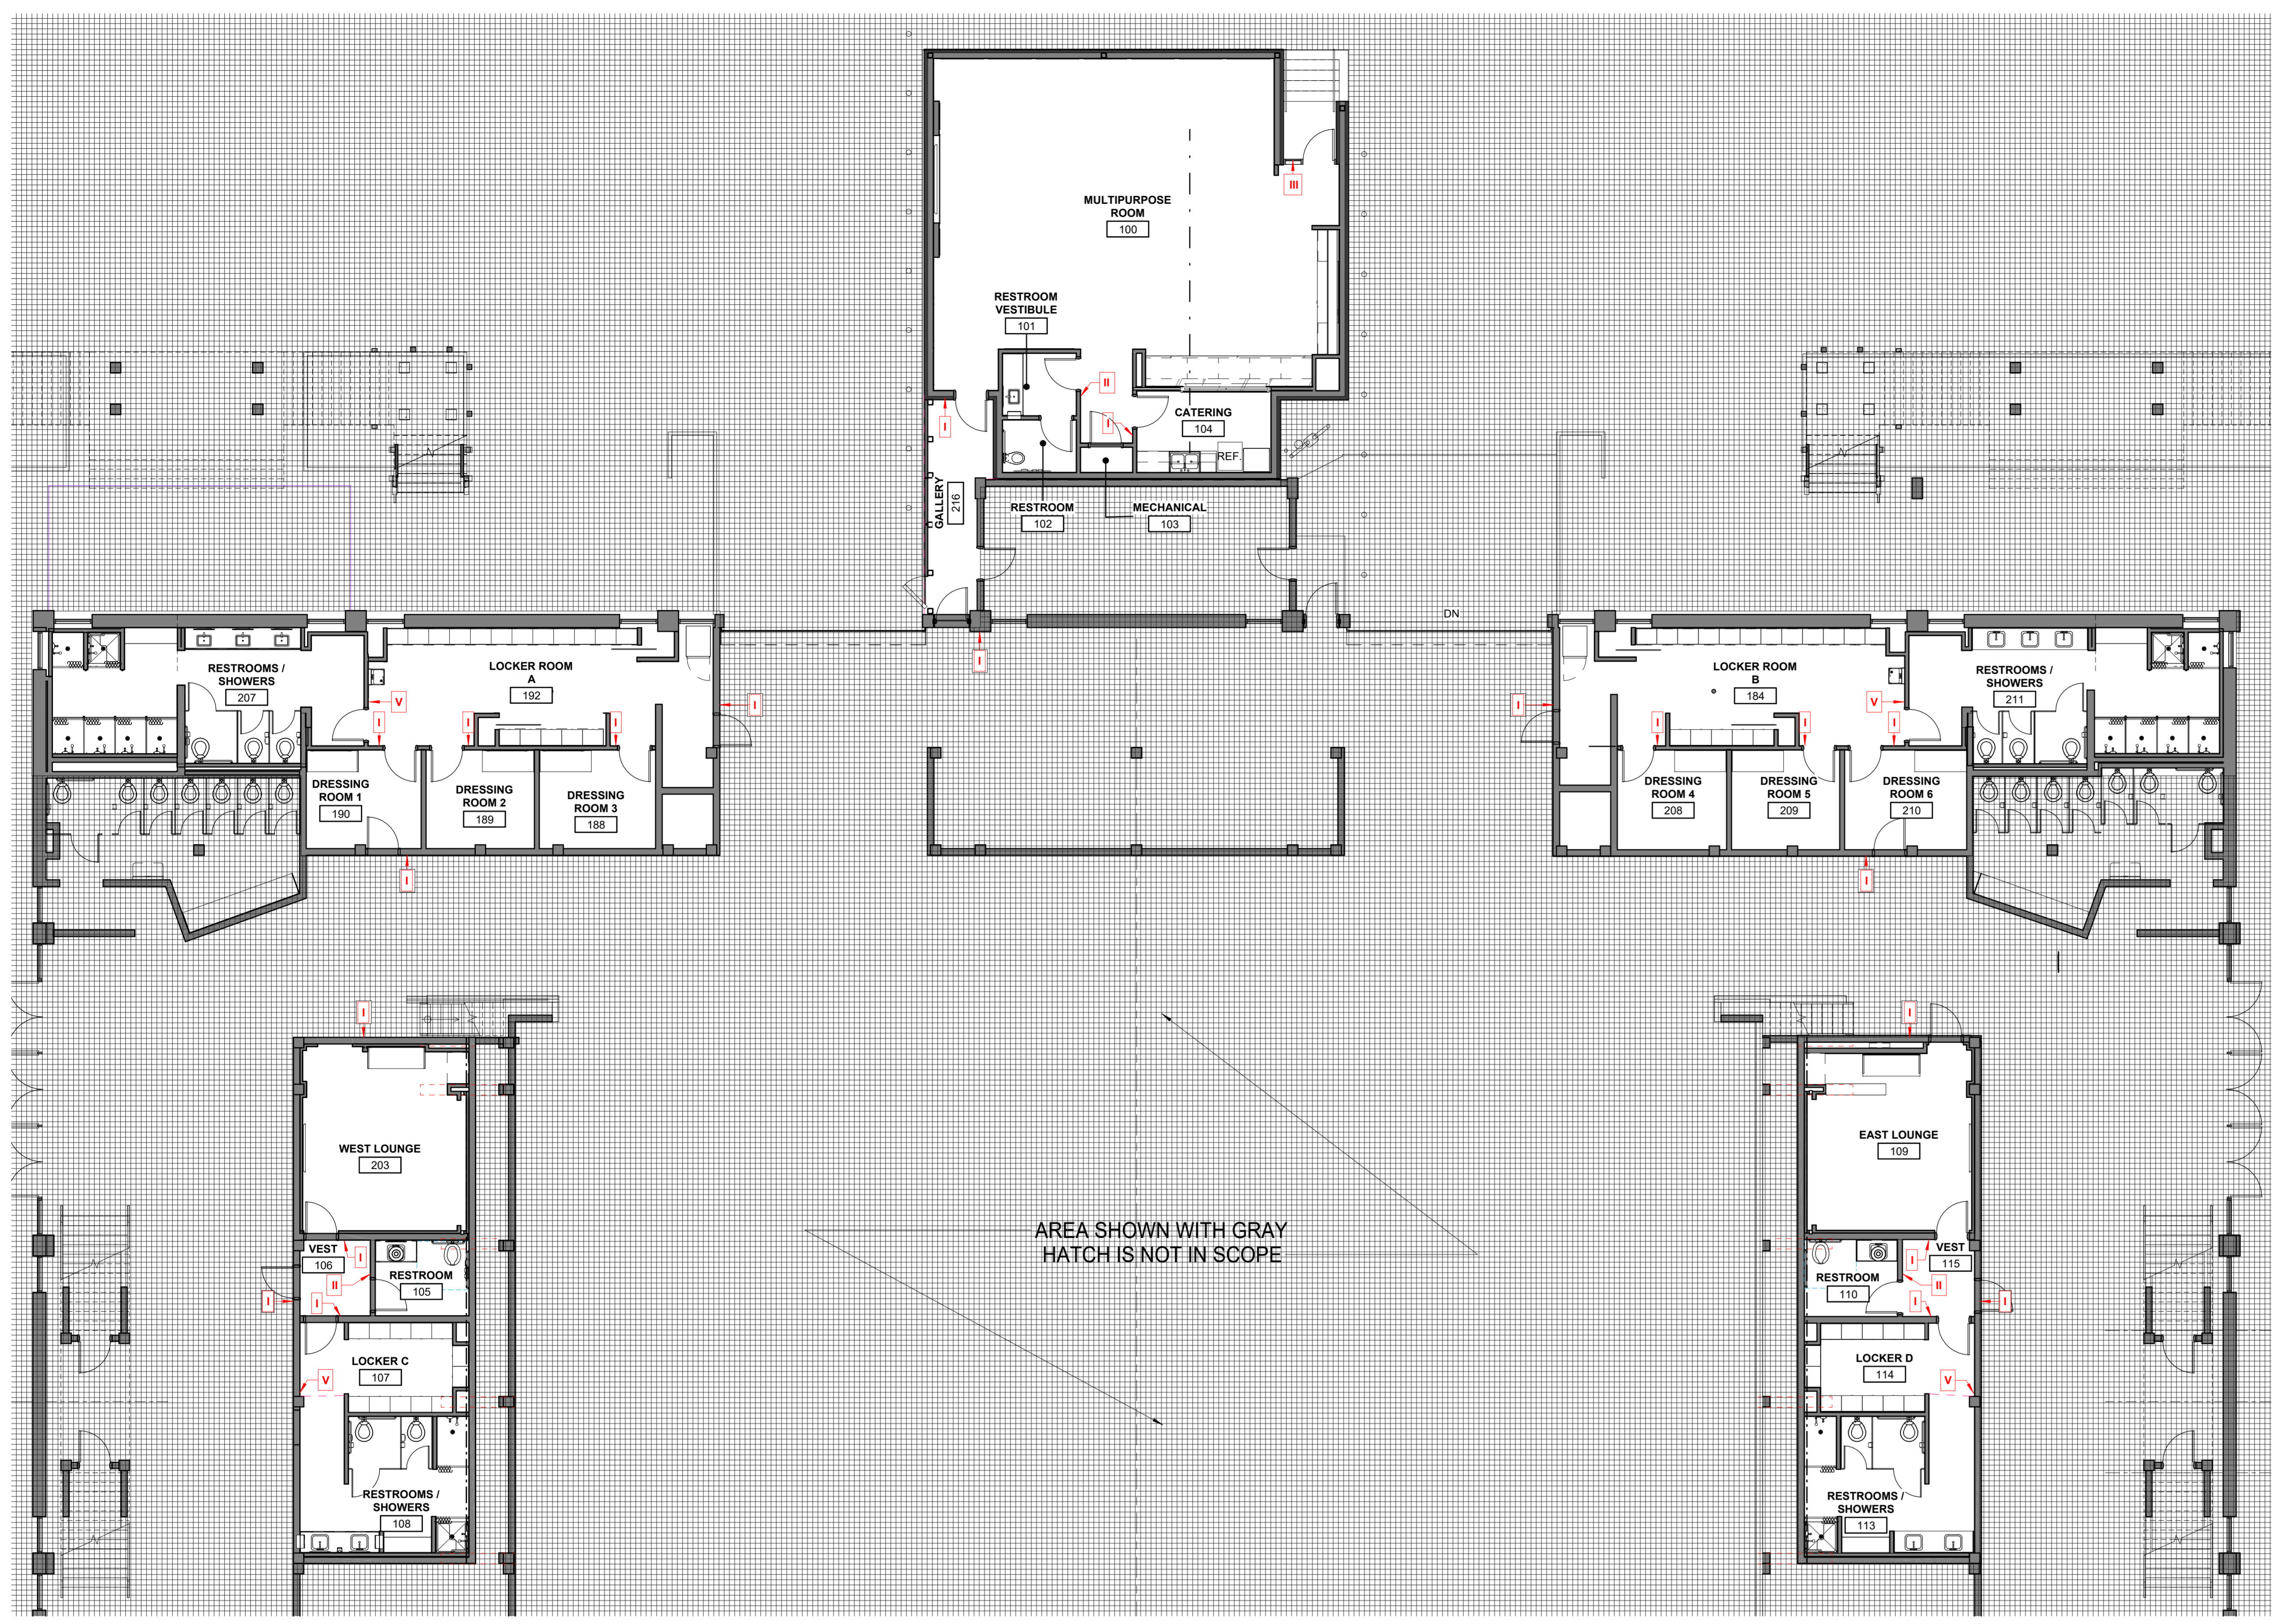 MULTIPURPOSE
ROOM
100
III
RESTROOM
VESTIBULE
101
II
I
I
CATERING
104
REF.
GALLERY
216
RESTROOM
102
MECHANICAL
103
DN
I
RESTROOMS /
SHOWERS
207
LOCKER ROOM
A
192
V
I
I
I
I
DRESSING
ROOM 1
190
DRESSING
ROOM 2
189
DRESSING
ROOM 3
188
I
LOCKER ROOM
B
184
RESTROOMS /
SHOWERS
211
I
V
I
I
I
DRESSING
ROOM 4
208
DRESSING
ROOM 5
209
DRESSING
ROOM 6
210
I
I
WEST LOUNGE
203
VEST
106
I
II
I
I
RESTROOM
105
LOCKER C
107
V
RESTROOMS /
SHOWERS
108
AREA SHOWN WITH GRAY
HATCH IS NOT IN SCOPE
I
EAST LOUNGE
109
VEST
115
I
II
I
I
RESTROOM
110
LOCKER D
114
V
RESTROOMS /
SHOWERS
113